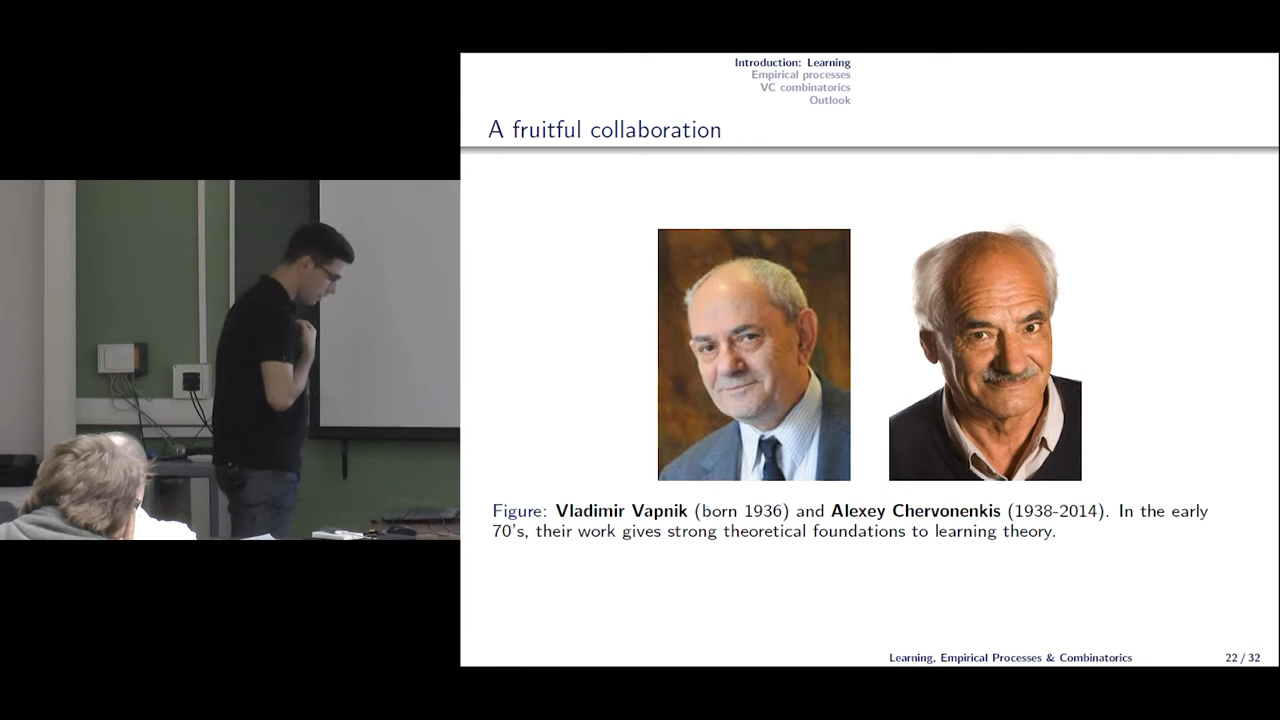 Introduction: Learning
Empirical processes
VC combinatorics
Outlook
A fruitful collaboration
Figure: Vladimir Vapnik (born 1936) and Alexey Chervonenkis (1938-2014). In the early
70's, their work gives strong theoretical foundations to learning theory.
Learning, Empirical Processes & Combinatorics
22 / 32